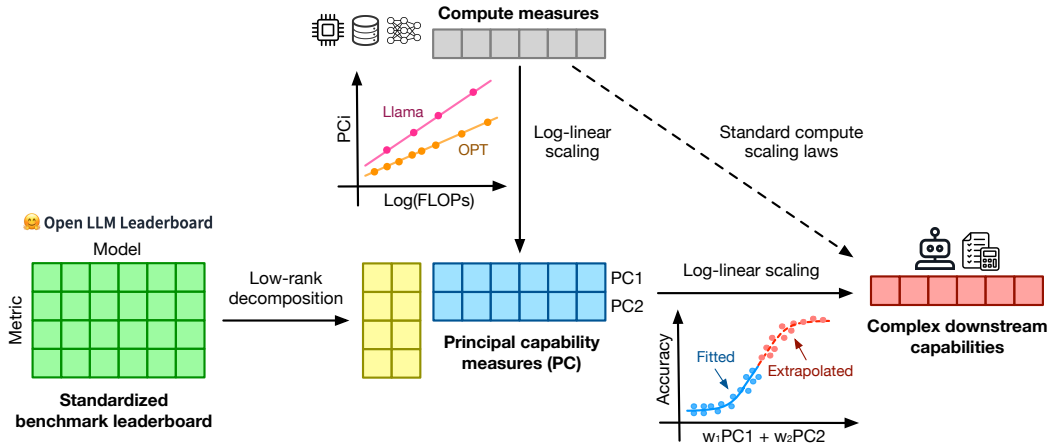 Compute measures
PCi
Llama
OPT
Log(FLOPs)
Log-linear
scaling
Standard compute
scaling laws
🤗 Open LLM Leaderboard
Model
Metric
Standardized
benchmark leaderboard
Low-rank
decomposition
PC1
PC2
Principal capability
measures (PC)
Log-linear scaling
Accuracy
Fitted
Extrapolated
w₁PC1 + w₂PC2
Complex downstream
capabilities